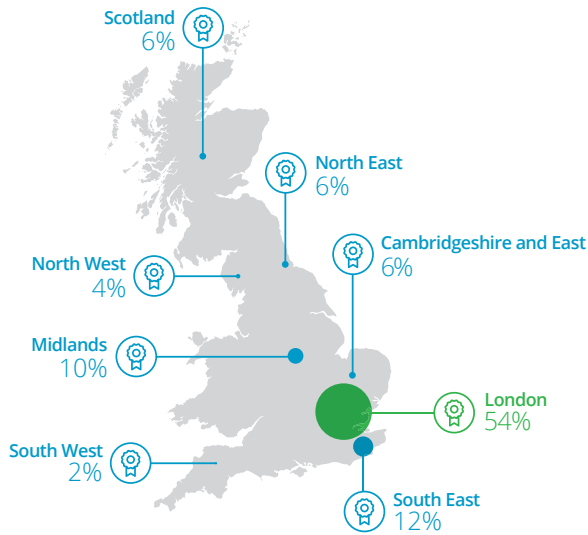 Scotland
6%
North East
6%
Cambridgeshire and East
6%
North West
4%
Midlands
10%
London
54%
South West
2%
South East
12%